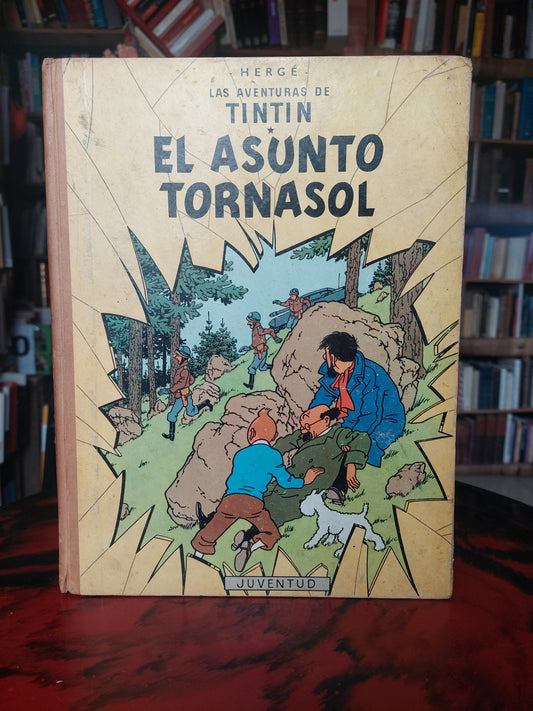 · HERGÉ ·
LAS AVENTURAS DE
TINTIN
*
EL ASUNTO
TORNASOL
JUVENTUD